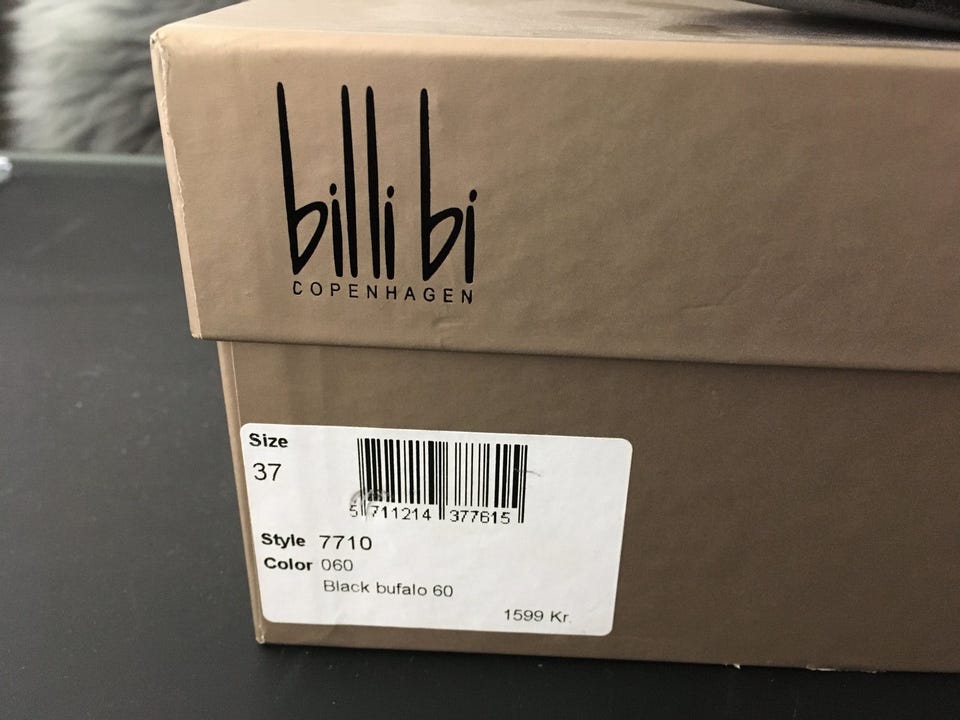 billi bi
COPENHAGEN
Size
37
5 711214 377615
Style 7710
Color 060
Black bufalo 60
1599 Kr.